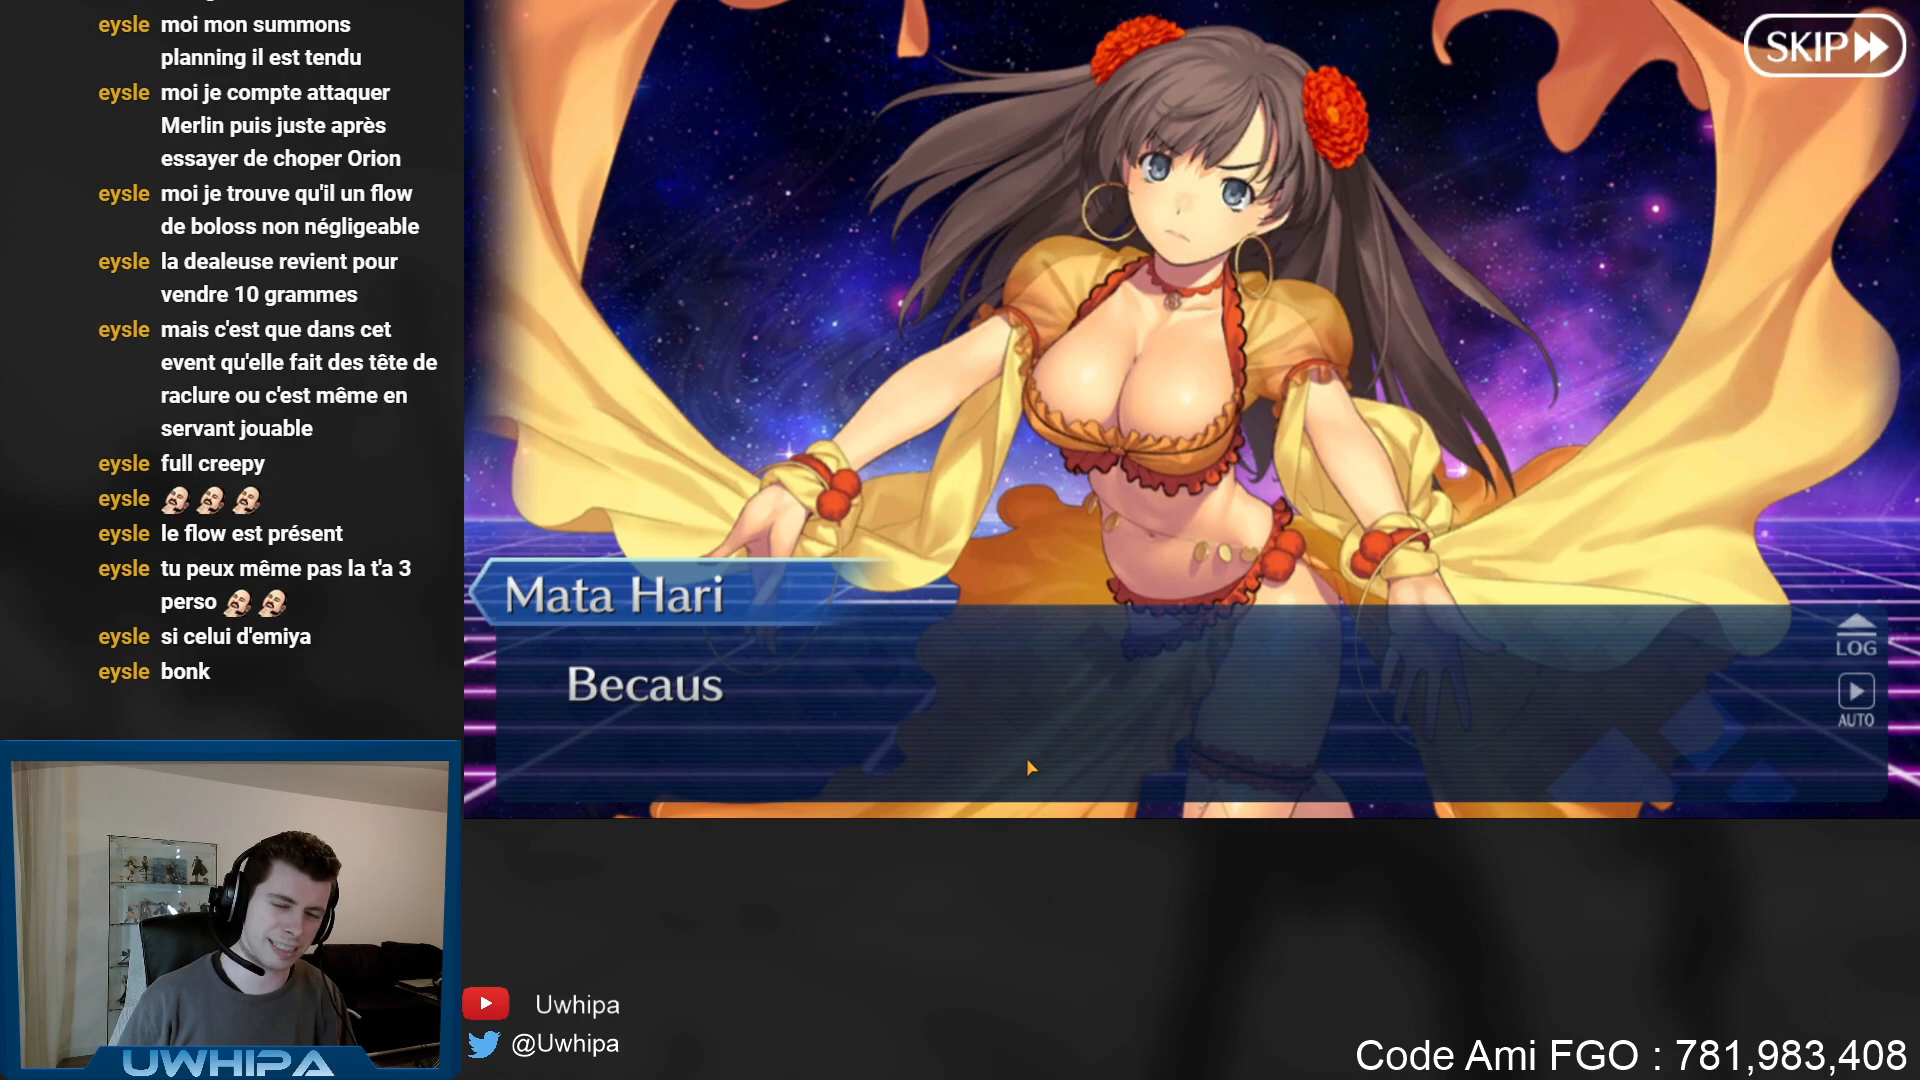 eysle moi mon summons
planning il est tendu
eysle moi je compte attaquer
Merlin puis juste après
essayer de choper Orion
eysle moi je trouve qu'il un flow
de boloss non négligeable
eysle la dealeuse revient pour
vendre 10 grammes
eysle mais c'est que dans cet
event qu'elle fait des tête de
raclure ou c'est même en
servant jouable
eysle full creepy
eysle
eysle le flow est présent
eysle tu peux même pas la t'a 3
perso
eysle si celui d'emiya
eysle bonk
SKIP
Mata Hari
Becaus
LOG
AUTO
UWHIPA
Uwhipa
@Uwhipa
Code Ami FGO : 781,983,408